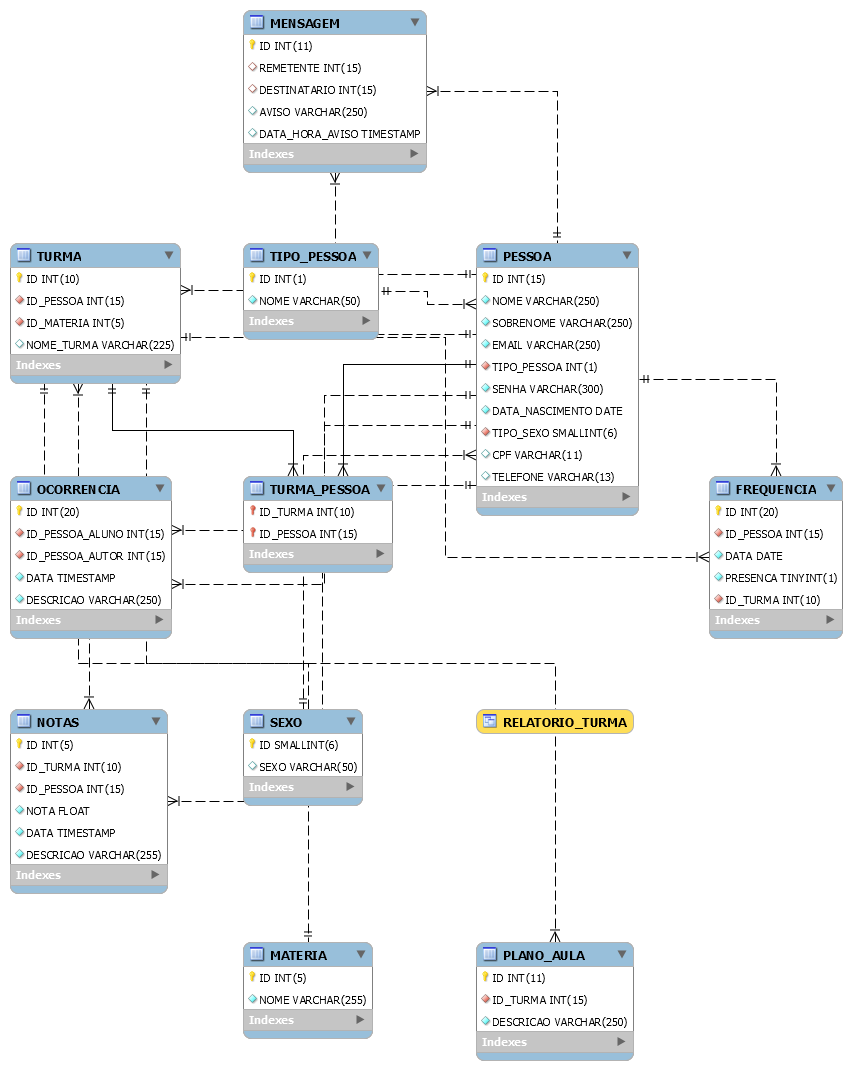 MENSAGEM
ID INT(11)
REMETENTE INT(15)
DESTINATARIO INT(15)
AVISO VARCHAR(250)
DATA_HORA_AVISO TIMESTAMP
Indexes
TURMA
ID INT(10)
ID_PESSOA INT(15)
ID_MATERIA INT(5)
NOME_TURMA VARCHAR(225)
Indexes
TIPO_PESSOA
ID INT(1)
NOME VARCHAR(50)
Indexes
PESSOA
ID INT(15)
NOME VARCHAR(250)
SOBRENOME VARCHAR(250)
EMAIL VARCHAR(250)
TIPO_PESSOA INT(1)
SENHA VARCHAR(300)
DATA_NASCIMENTO DATE
TIPO_SEXO SMALLINT(6)
CPF VARCHAR(11)
TELEFONE VARCHAR(13)
Indexes
OCORRENCIA
ID INT(20)
ID_PESSOA_ALUNO INT(15)
ID_PESSOA_AUTOR INT(15)
DATA TIMESTAMP
DESCRICAO VARCHAR(250)
Indexes
TURMA_PESSOA
ID_TURMA INT(10)
ID_PESSOA INT(15)
Indexes
FREQUENCIA
ID INT(20)
ID_PESSOA INT(15)
DATA DATE
PRESENCA TINYINT(1)
ID_TURMA INT(10)
Indexes
NOTAS
ID INT(5)
ID_TURMA INT(10)
ID_PESSOA INT(15)
NOTA FLOAT
DATA TIMESTAMP
DESCRICAO VARCHAR(255)
Indexes
SEXO
ID SMALLINT(6)
SEXO VARCHAR(50)
Indexes
RELATORIO_TURMA
MATERIA
ID INT(5)
NOME VARCHAR(255)
Indexes
PLANO_AULA
ID INT(11)
ID_TURMA INT(15)
DESCRICAO VARCHAR(250)
Indexes